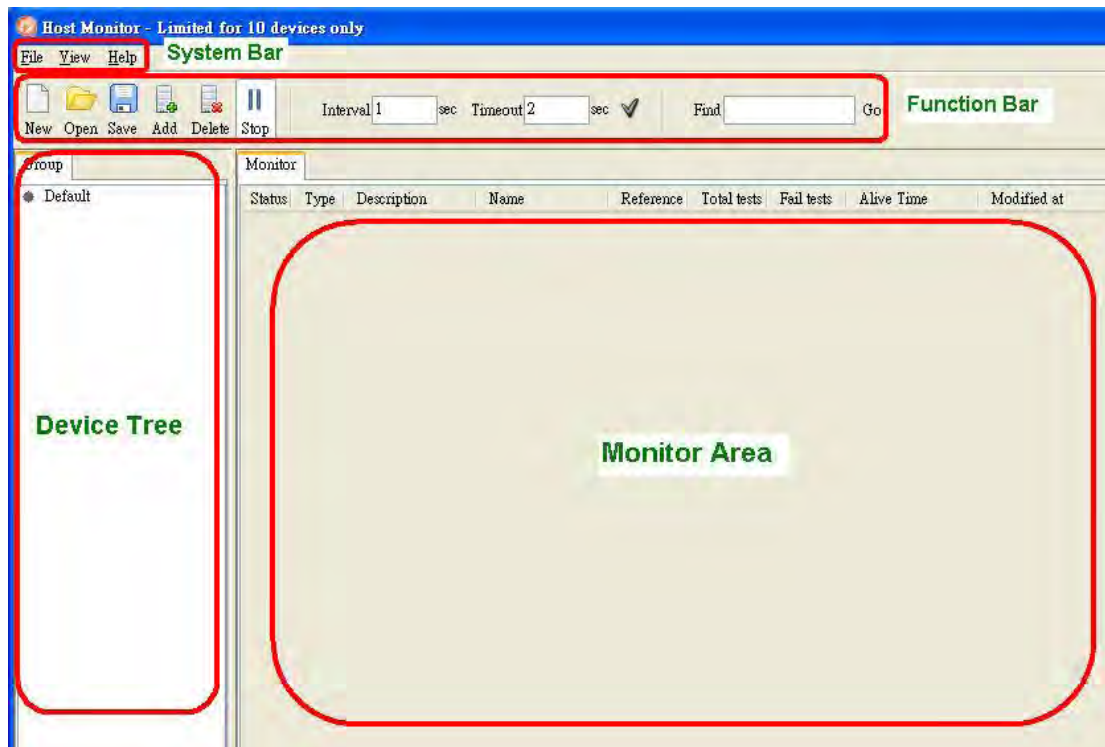 Host Monitor - Limited for 10 devices only
File View Help System Bar
New Open Save Add Delete Stop Interval 1 sec Timeout 2 sec Find Go Function Bar
Group Monitor
Default
Status Type Description Name Reference Total tests Fail tests Alive Time Modified at
Device Tree
Monitor Area